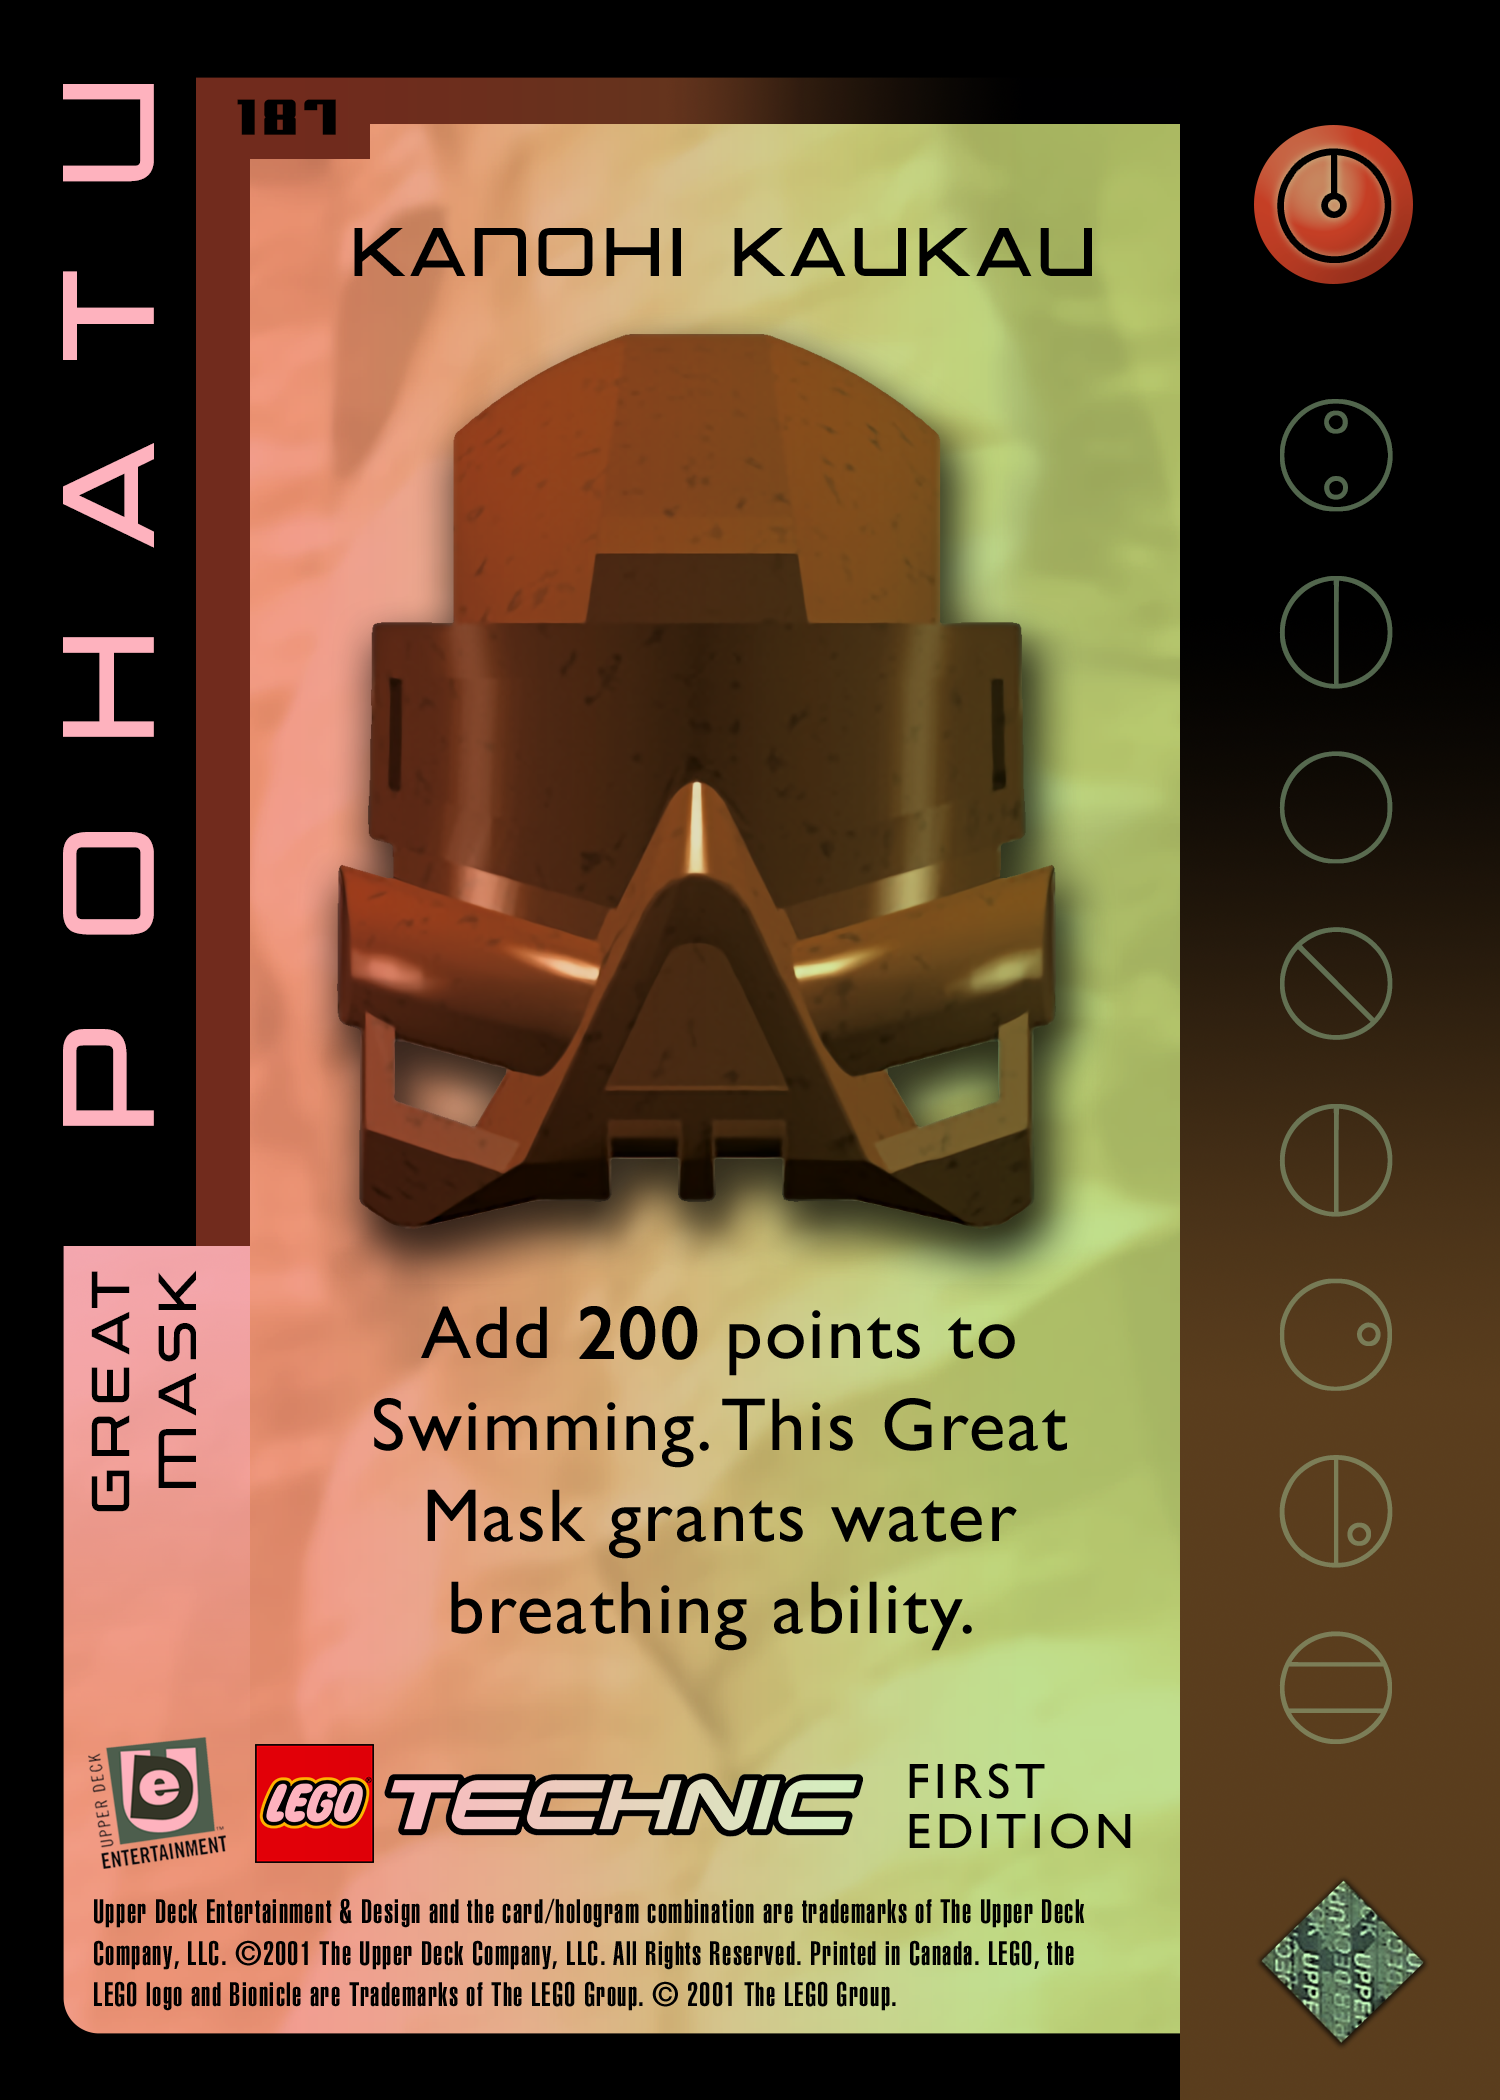 POHATU
187
KANOHI KAUKAU
GREAT
MASK
Add 200 points to
Swimming. This Great
Mask grants water
breathing ability.
UPPER DECK
ENTERTAINMENT
LEGO TECHNIC
FIRST
EDITION
Upper Deck Entertainment & Design and the card/hologram combination are trademarks of The Upper Deck
Company, LLC. ©2001 The Upper Deck Company, LLC. All Rights Reserved. Printed in Canada. LEGO, the
LEGO logo and Bionicle are Trademarks of The LEGO Group. © 2001 The LEGO Group.